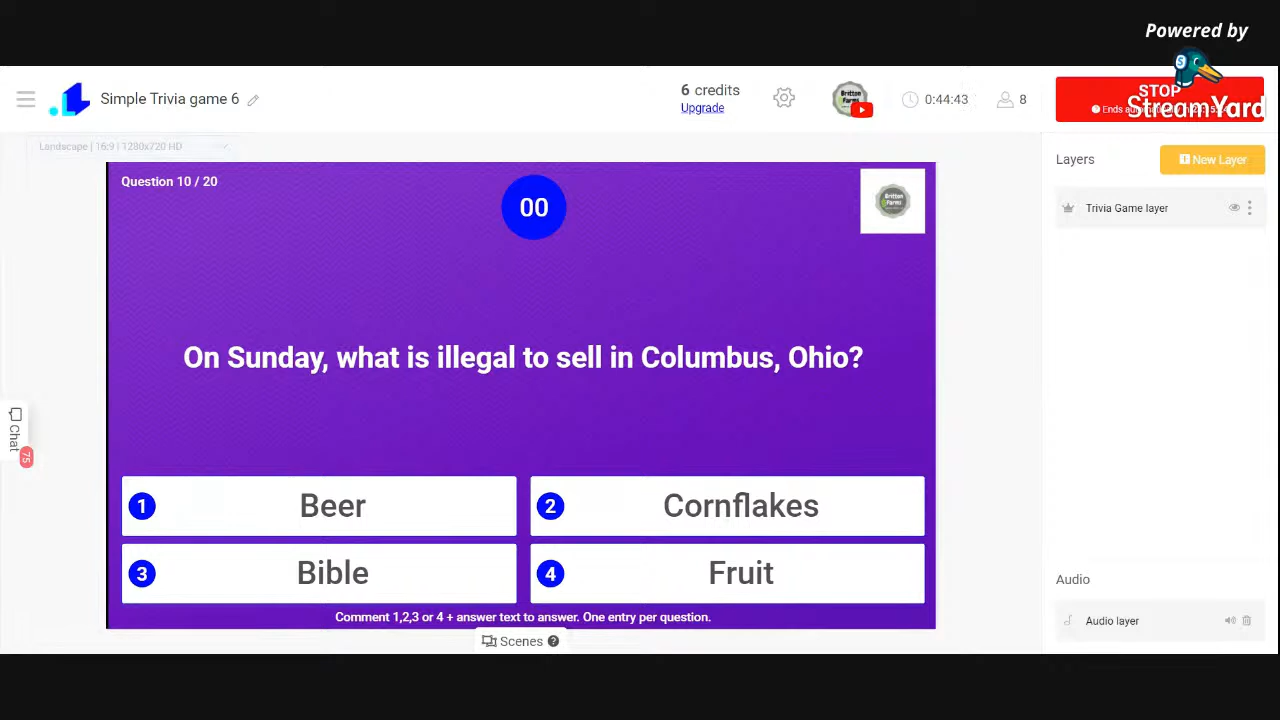 Powered by
StreamYard
Simple Trivia game 6
6 credits
Upgrade
0:44:43
8
STOP
Landscape | 16:9 | 1280x720 HD
Layers
New Layer
Trivia Game layer
Question 10 / 20
00
Britton
Farms
On Sunday, what is illegal to sell in Columbus, Ohio?
1 Beer
2 Cornflakes
3 Bible
4 Fruit
Comment 1,2,3 or 4 + answer text to answer. One entry per question.
Chat
75
Scenes
Audio
Audio layer